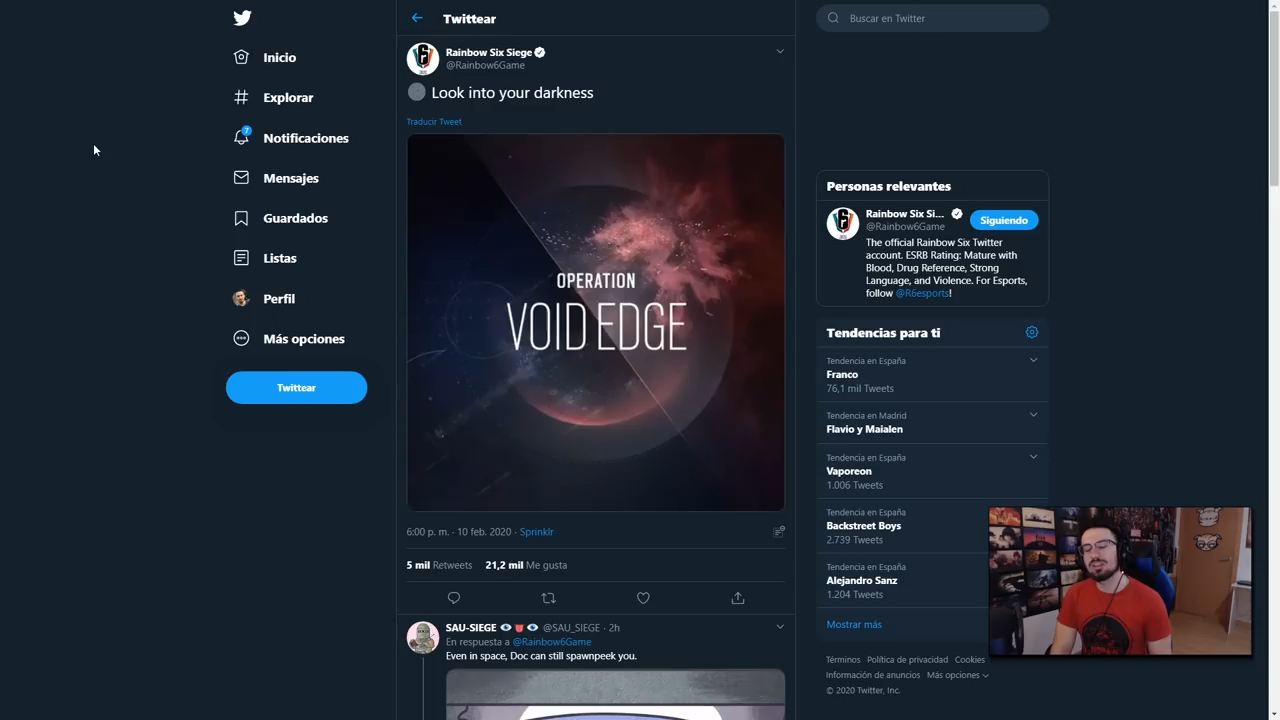 Inicio
Explorar
7
Notificaciones
Mensajes
Guardados
Listas
Perfil
Más opciones
Twittear
Twittear
Rainbow Six Siege
@Rainbow6Game
Look into your darkness
Traducir Tweet
OPERATION
VOID EDGE
6:00 p. m. · 10 feb. 2020 · Sprinklr
5 mil Retweets 21,2 mil Me gusta
SAU-SIEGE @SAU_SIEGE · 2h
En respuesta a @Rainbow6Game
Even in space, Doc can still spawnpeek you.
Buscar en Twitter
Personas relevantes
Rainbow Six Si...
@Rainbow6Game
Siguiendo
The official Rainbow Six Twitter
account. ESRB Rating: Mature with
Blood, Drug Reference, Strong
Language, and Violence. For Esports,
follow @R6esports!
Tendencias para ti
Tendencia en España
Franco
76,1 mil Tweets
Tendencia en Madrid
Flavio y Maialen
Tendencia en España
Vaporeon
1.006 Tweets
Tendencia en España
Backstreet Boys
2.739 Tweets
Tendencia en España
Alejandro Sanz
1.204 Tweets
Mostrar más
Términos Política de privacidad Cookies
Información de anuncios Más opciones
© 2020 Twitter, Inc.